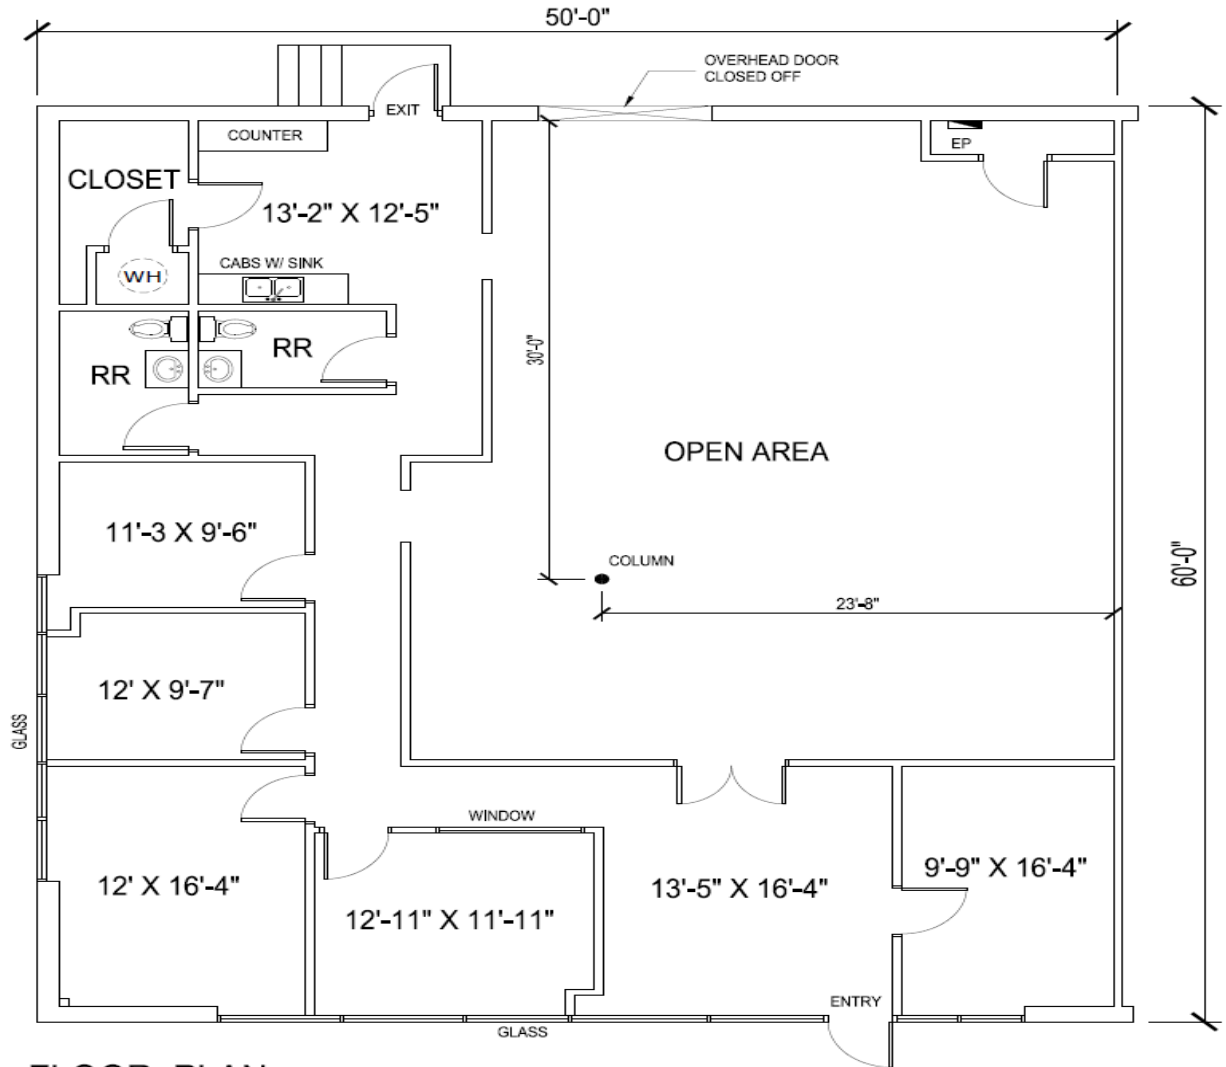 50'-0"
OVERHEAD DOOR
CLOSED OFF
EXIT
COUNTER
EP
CLOSET
13'-2" X 12'-5"
CABS W/ SINK
WH
RR
RR
30'-0"
OPEN AREA
11'-3 X 9'-6"
COLUMN
60'-0"
23'-8"
12' X 9'-7"
GLASS
WINDOW
12' X 16'-4"
13'-5" X 16'-4"
9'-9" X 16'-4"
12'-11" X 11'-11"
ENTRY
GLASS
FLOOR PLAN